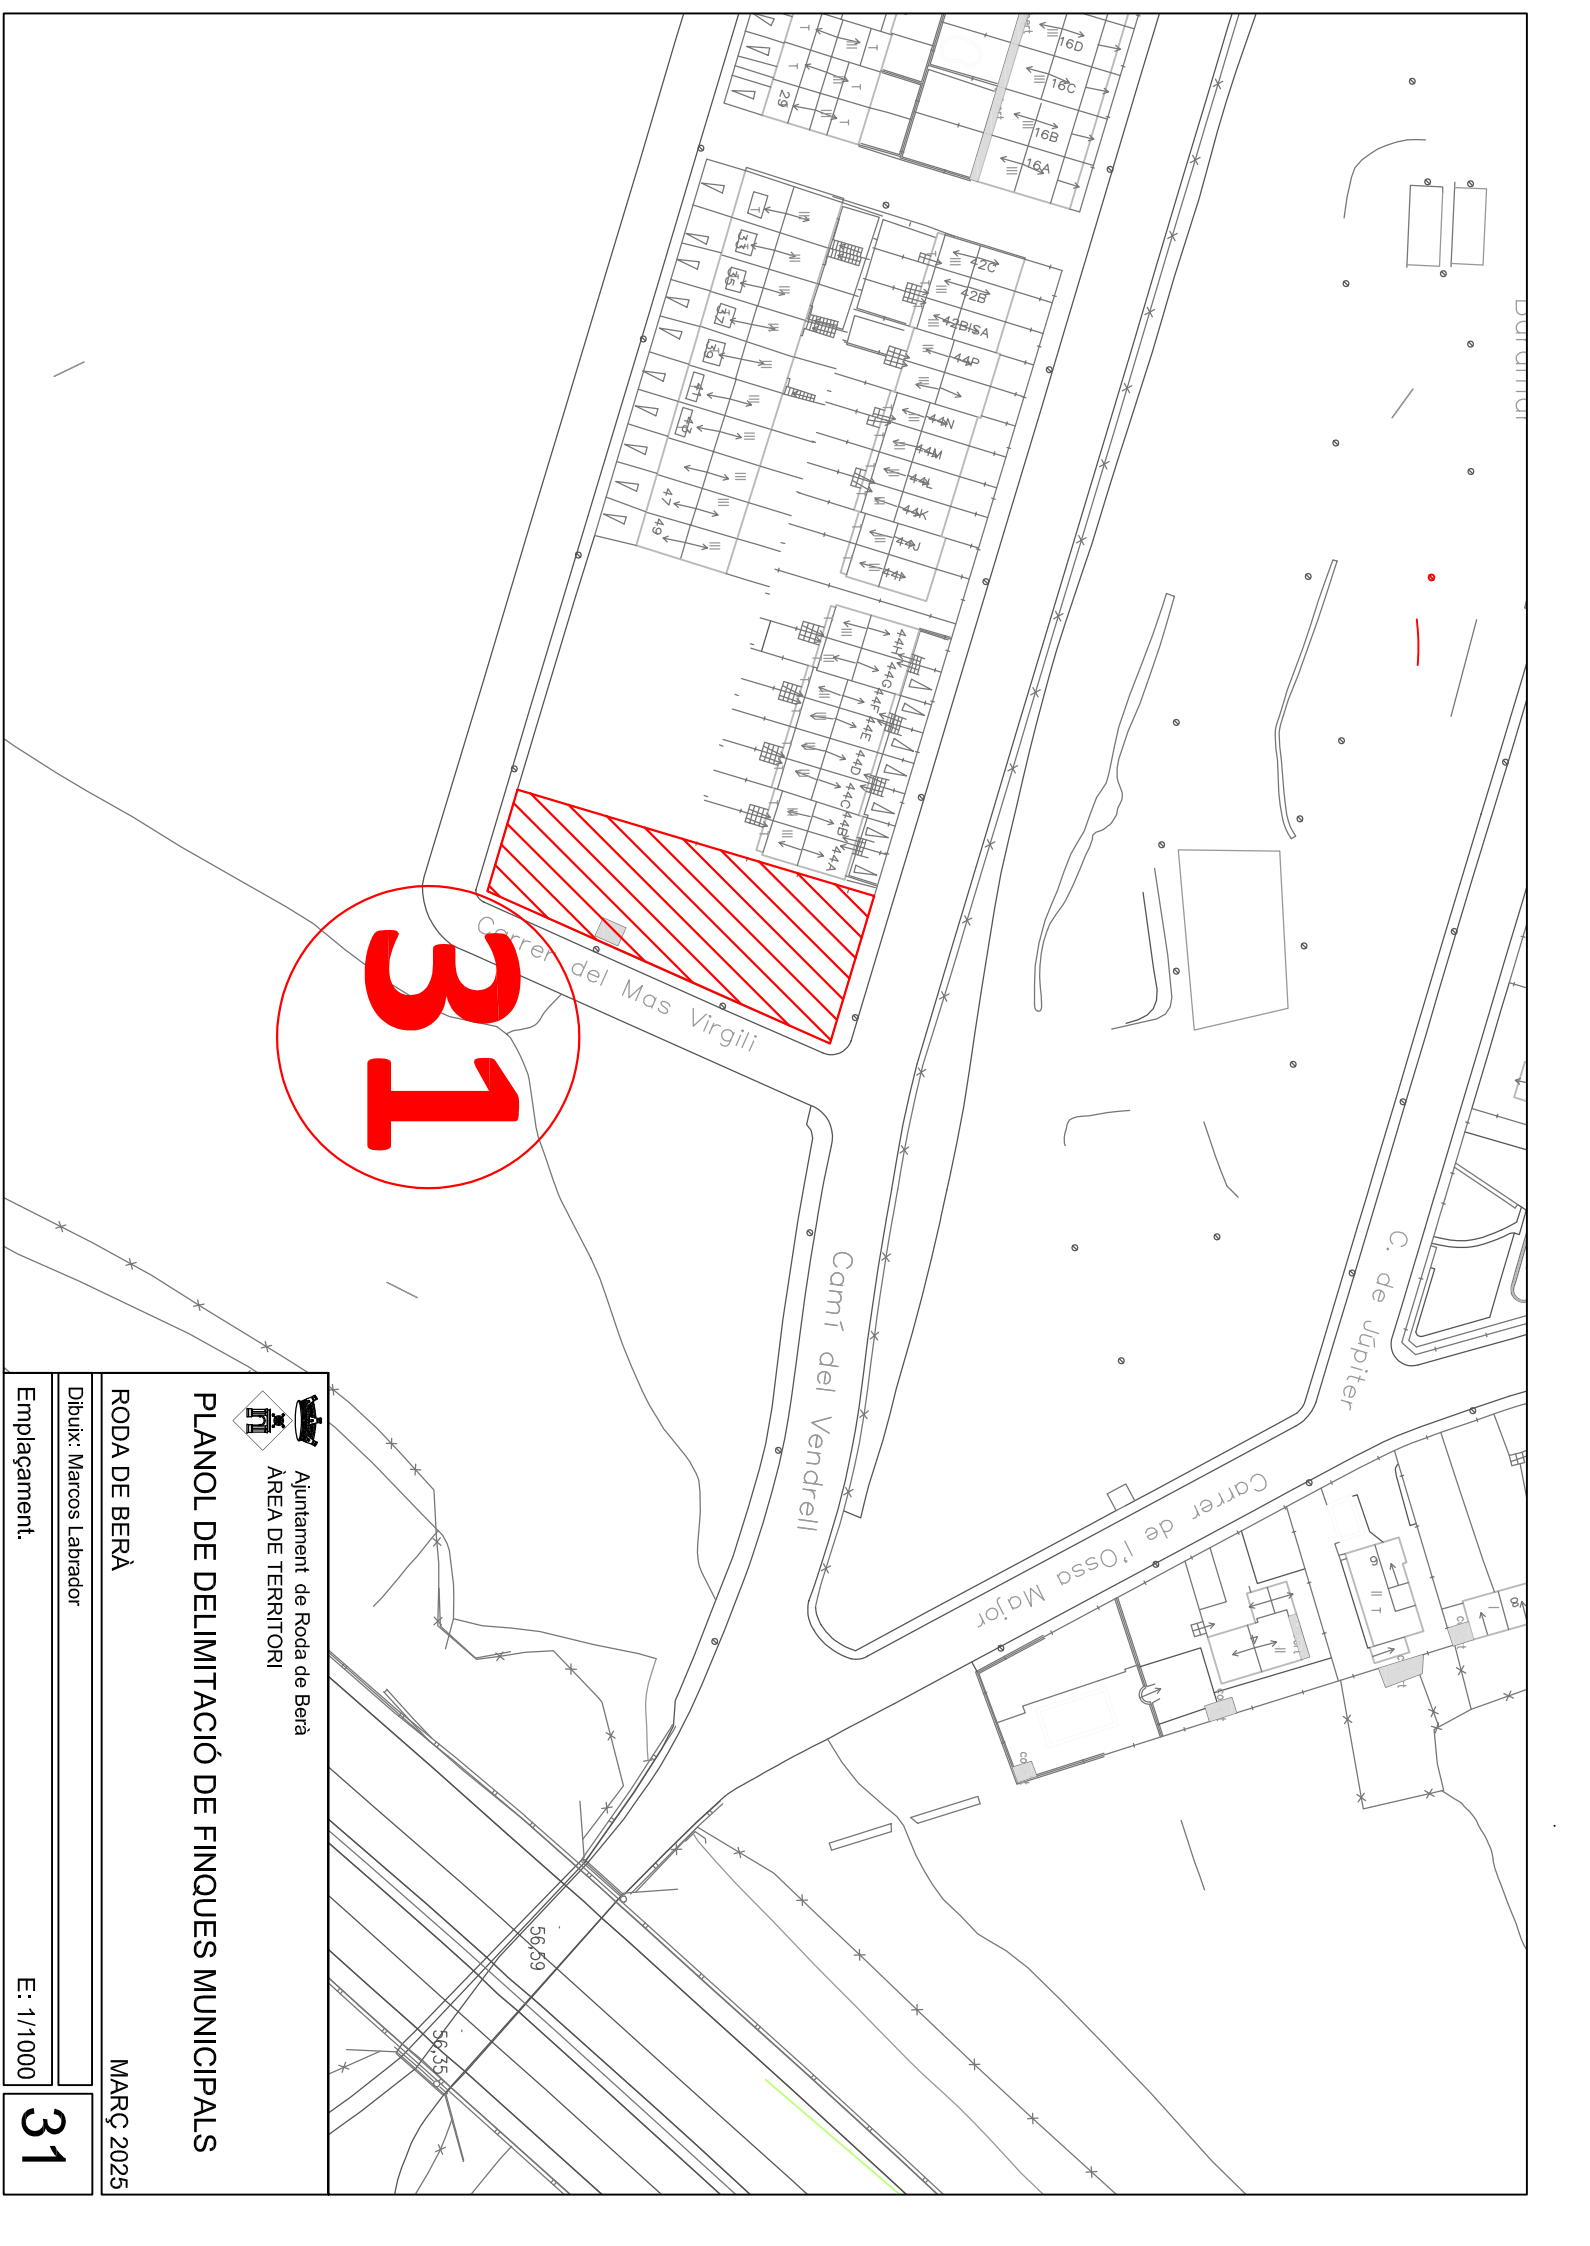 16D
16C
16B
16A
29
33
35
37
39
41
43
47
49
42C
42B
42BISA
44P
44N
44M
44L
44K
44J
44I
44H
44G
44F
44E
44D
44C
44B
44A
Carrer del Mas Virgili
31
Camí del Vendrell
C. de Júpiter
Carrer de l'Ossa Major
9
4
8
56,59
56,35
Ajuntament de Roda de Berà
ÀREA DE TERRITORI
PLANOL DE DELIMITACIÓ DE FINQUES MUNICIPALS
RODA DE BERÀ
MARÇ 2025
Dibuix: Marcos Labrador
Emplaçament.
E: 1/1000
31